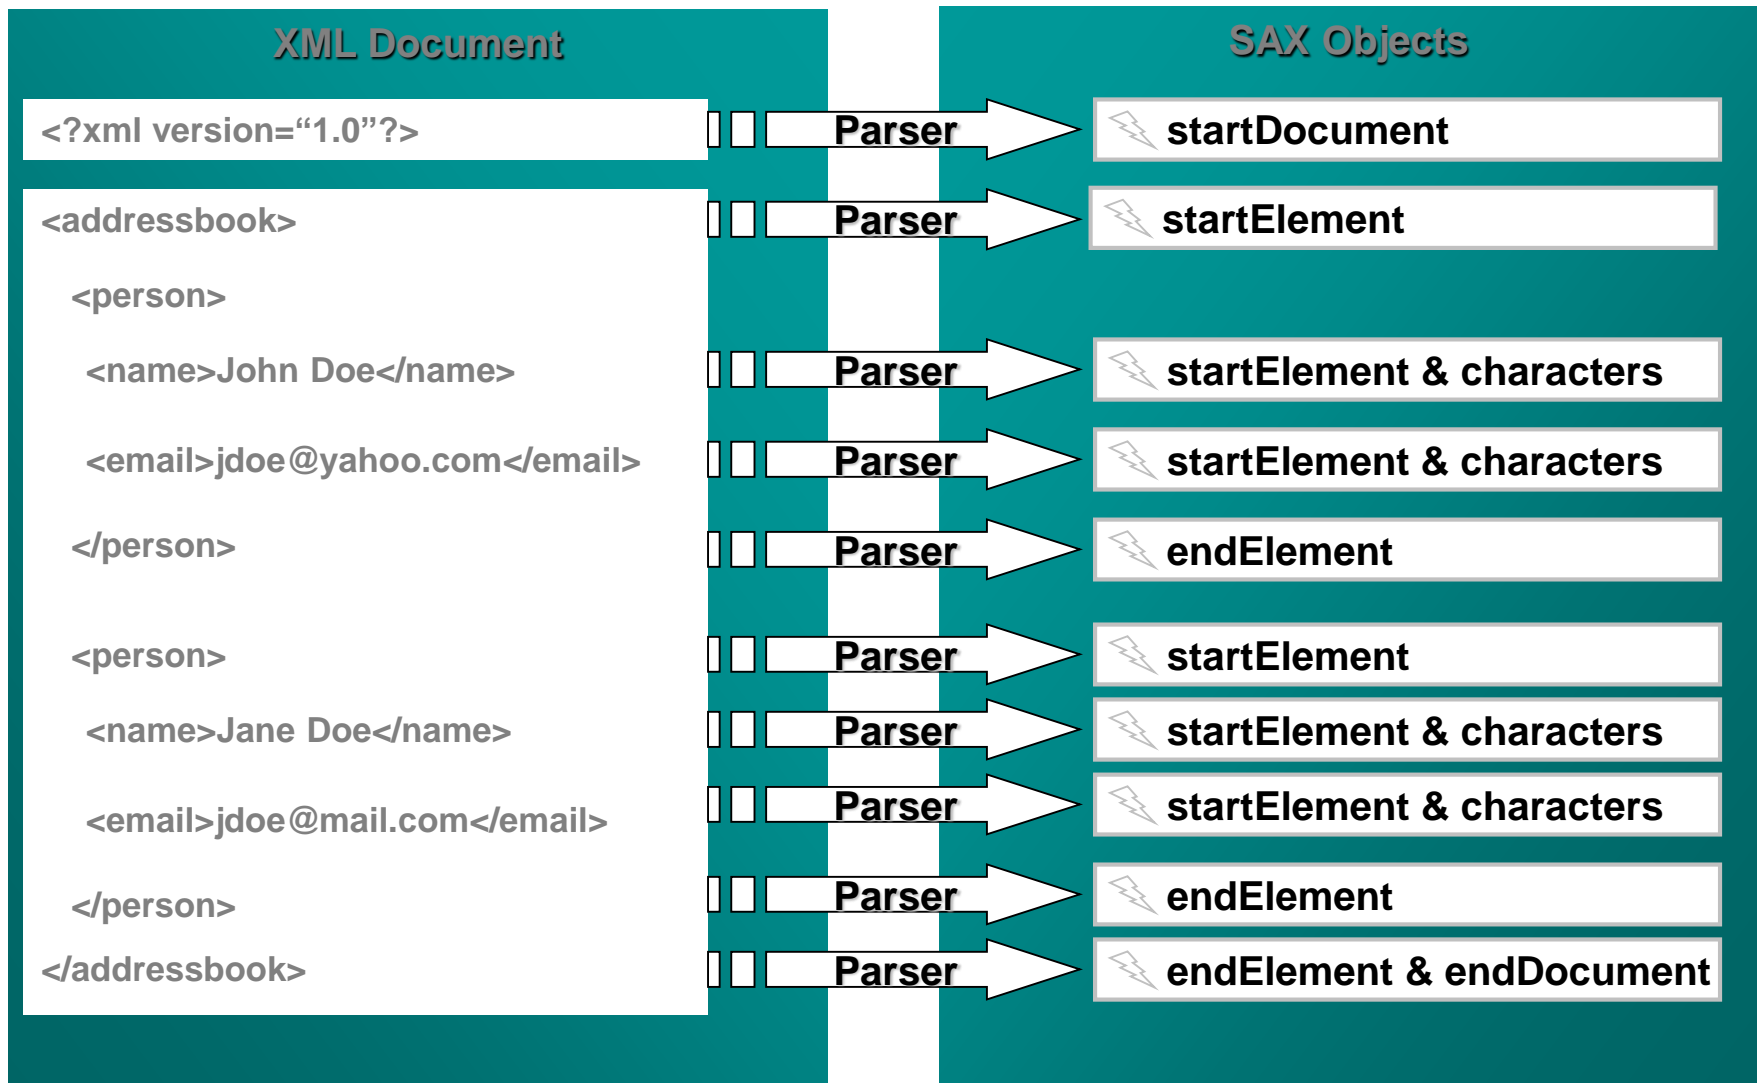 XML Document
SAX Objects
<?xml version=“1.0”?>
Parser
startDocument
<addressbook>
Parser
startElement
<person>
<name>John Doe</name>
Parser
startElement & characters
<email>jdoe@yahoo.com</email>
Parser
startElement & characters
</person>
Parser
endElement
<person>
Parser
startElement
<name>Jane Doe</name>
Parser
startElement & characters
<email>jdoe@mail.com</email>
Parser
startElement & characters
</person>
Parser
endElement
</addressbook>
Parser
endElement & endDocument